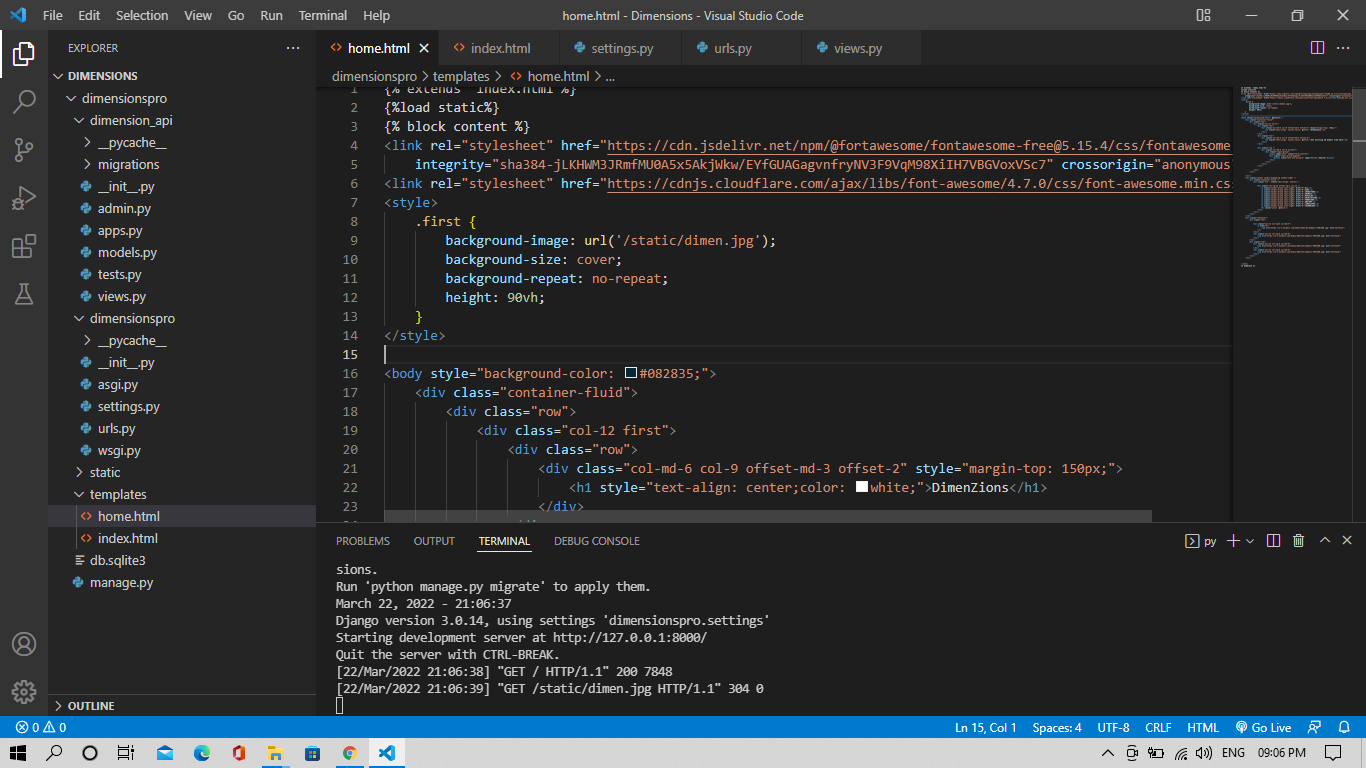 File Edit Selection View Go Run Terminal Help
home.html - Dimensions - Visual Studio Code
EXPLORER
DIMENSIONS
dimensionspro
dimension_api
__pycache__
migrations
__init__.py
admin.py
apps.py
models.py
tests.py
views.py
dimensionspro
__pycache__
__init__.py
asgi.py
settings.py
urls.py
wsgi.py
static
templates
home.html
index.html
db.sqlite3
manage.py
OUTLINE
home.html index.html settings.py urls.py views.py
dimensionspro > templates > home.html > ...
1 {% extends 'index.html' %}
2 {%load static%}
3 {% block content %}
4 <link rel="stylesheet" href="https://cdn.jsdelivr.net/npm/@fortawesome/fontawesome-free@5.15.4/css/fontawesome
5 integrity="sha384-jLKHWM3JRmfMU0A5x5AkjWkw/EYfGUAGagvnfryNV3F9VqM98XiIH7VBGVoxVSc7" crossorigin="anonymous
6 <link rel="stylesheet" href="https://cdnjs.cloudflare.com/ajax/libs/font-awesome/4.7.0/css/font-awesome.min.cs
7 <style>
8 .first {
9 background-image: url('/static/dimen.jpg');
10 background-size: cover;
11 background-repeat: no-repeat;
12 height: 90vh;
13 }
14 </style>
15
16 <body style="background-color: #082835;">
17 <div class="container-fluid">
18 <div class="row">
19 <div class="col-12 first">
20 <div class="row">
21 <div class="col-md-6 col-9 offset-md-3 offset-2" style="margin-top: 150px;">
22 <h1 style="text-align: center;color: white;">DimenZions</h1>
23 </div>
PROBLEMS OUTPUT TERMINAL DEBUG CONSOLE
py
sions.
Run 'python manage.py migrate' to apply them.
March 22, 2022 - 21:06:37
Django version 3.0.14, using settings 'dimensionspro.settings'
Starting development server at http://127.0.0.1:8000/
Quit the server with CTRL-BREAK.
[22/Mar/2022 21:06:38] "GET / HTTP/1.1" 200 7848
[22/Mar/2022 21:06:39] "GET /static/dimen.jpg HTTP/1.1" 304 0
0 0
Ln 15, Col 1 Spaces: 4 UTF-8 CRLF HTML Go Live
ENG 09:06 PM